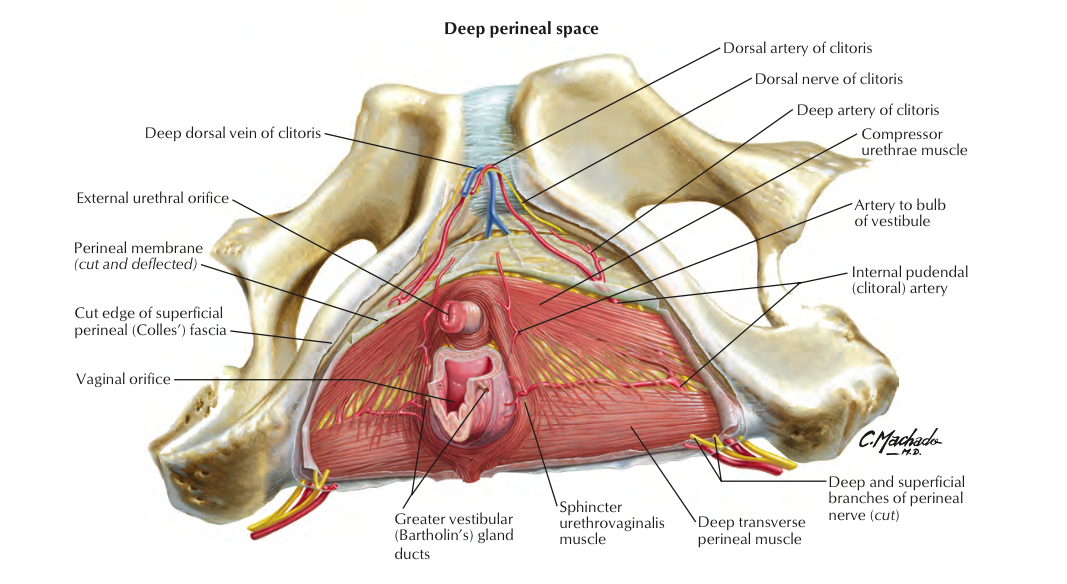 Deep perineal space
Dorsal artery of clitoris
Dorsal nerve of clitoris
Deep artery of clitoris
Compressor
urethrae muscle
Artery to bulb
of vestibule
Internal pudendal
(clitoral) artery
Deep and superficial
branches of perineal
nerve (cut)
Deep transverse
perineal muscle
Sphincter
urethrovaginalis
muscle
Greater vestibular
(Bartholin's) gland
ducts
Vaginal orifice
Cut edge of superficial
perineal (Colles') fascia
Perineal membrane
(cut and deflected)
External urethral orifice
Deep dorsal vein of clitoris
C. Machado
M.D.